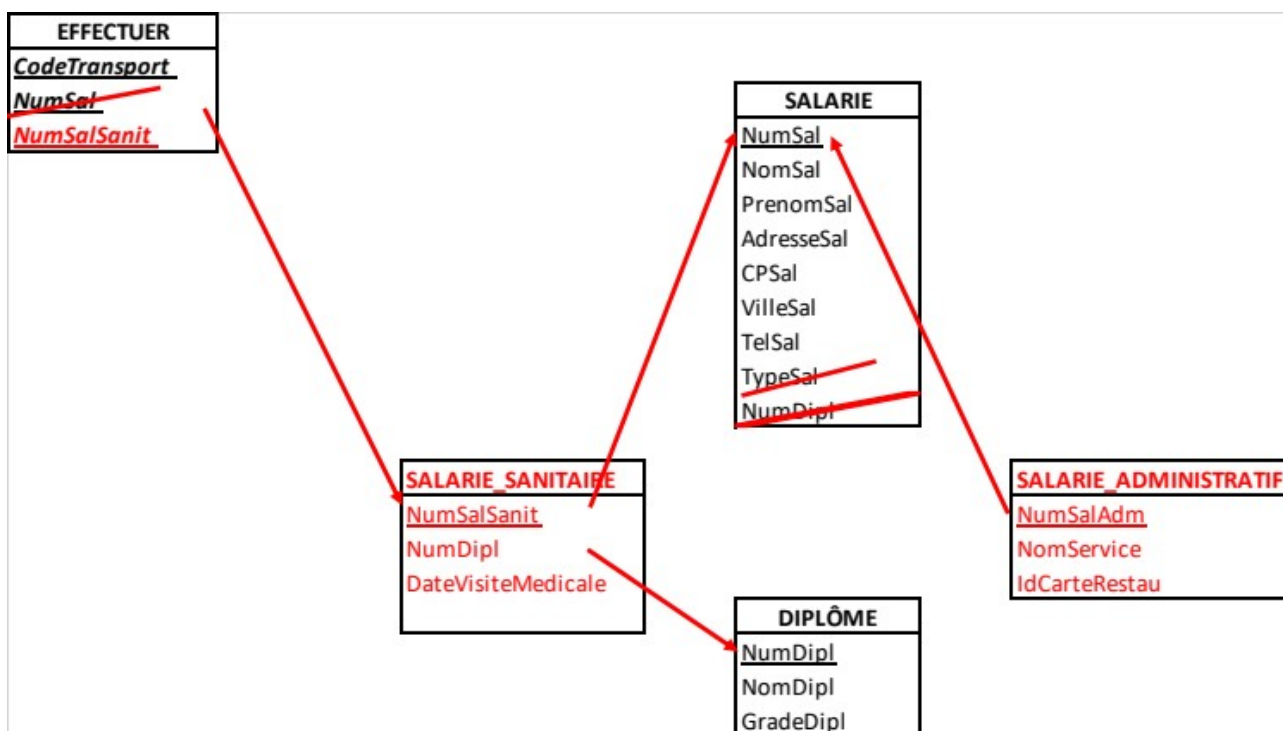 EFFECTUER
CodeTransport
NumSal
NumSalSanit
SALARIE
NumSal
NomSal
PrenomSal
AdresseSal
CPSal
VilleSal
TelSal
TypeSal
NumDipl
SALARIE_SANITAIRE
NumSalSanit
NumDipl
DateVisiteMedicale
SALARIE_ADMINISTRATIF
NumSalAdm
NomService
IdCarteRestau
DIPLÔME
NumDipl
NomDipl
GradeDipl